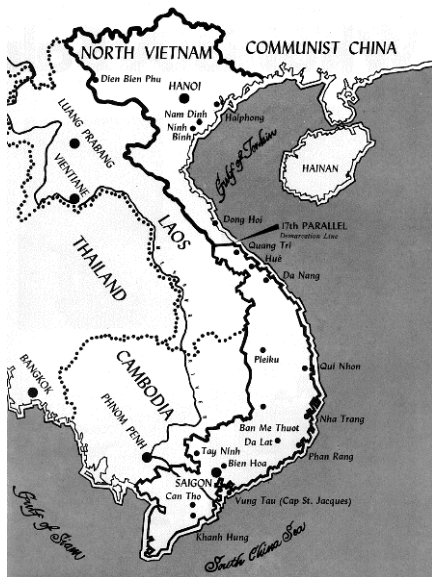 NORTH VIETNAM
COMMUNIST CHINA
Dien Bien Phu
HANOI
Nam Dinh
Haiphong
Ninh
Binh
LUANG PRABANG
VIENTIANE
Gulf of Tonkin
HAINAN
LAOS
Dong Hoi
17th PARALLEL
Demarcation Line
Quang Tri
Huê
Da Nang
THAILAND
BANGKOK
CAMBODIA
PHNOM PENH
Pleiku
Qui Nhon
Ban Me Thuot
Nha Trang
Da Lat
Phan Rang
Tay Ninh
Bien Hoa
SAIGON
Can Tho
Vung Tau (Cap St. Jacques)
Khanh Hung
Gulf of Siam
South China Sea